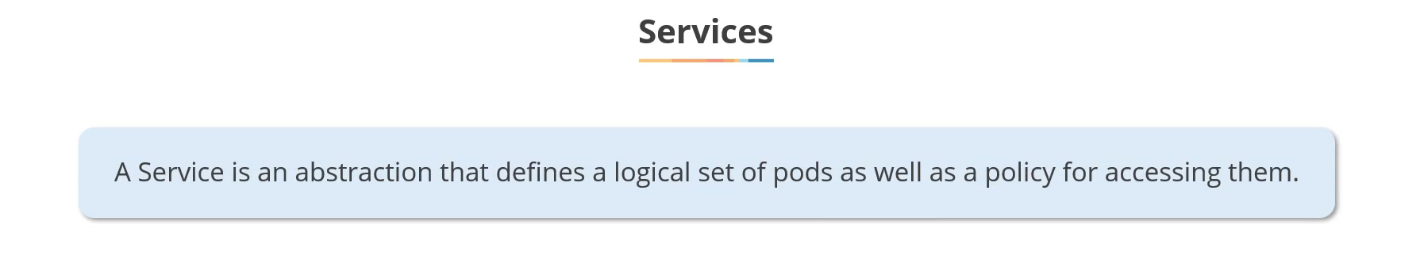 Services
A Service is an abstraction that defines a logical set of pods as well as a policy for accessing them.